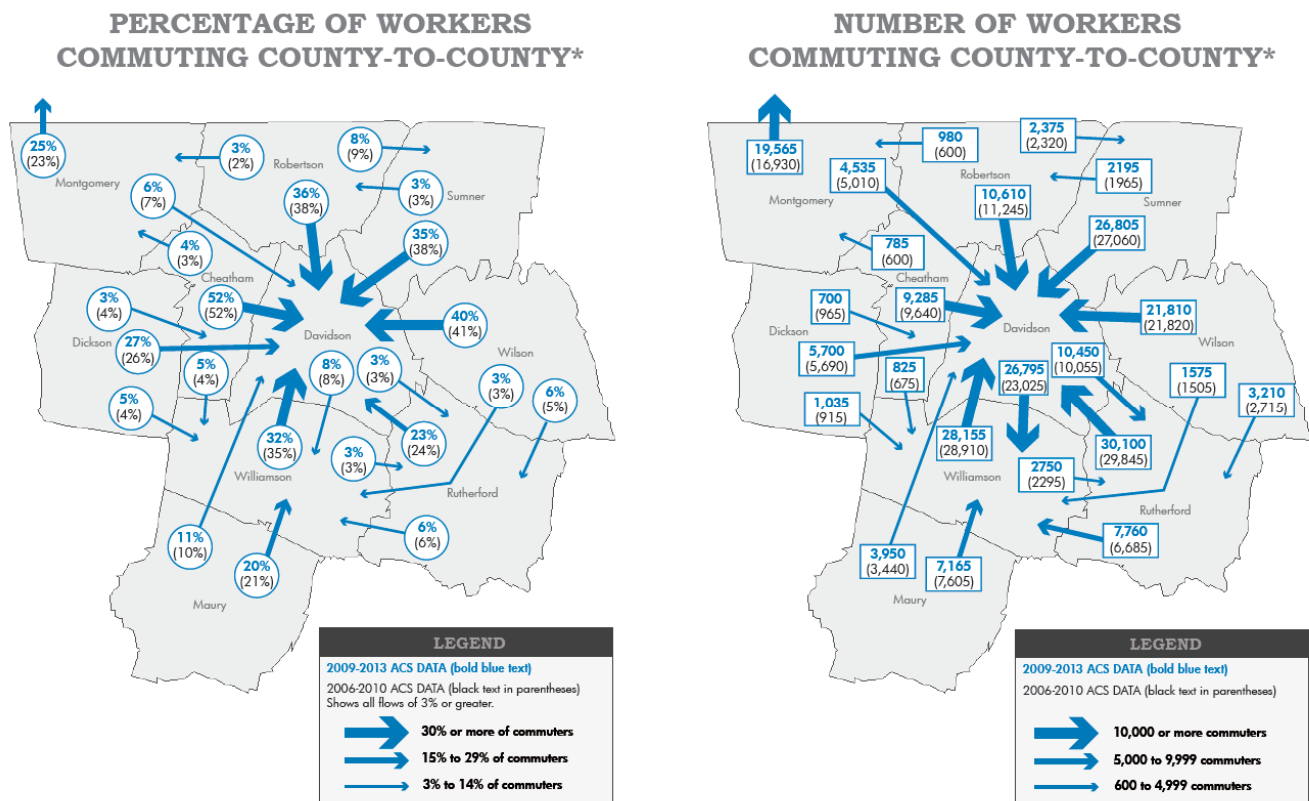 PERCENTAGE OF WORKERS
COMMUTING COUNTY-TO-COUNTY*
25%
(23%)
Montgomery
3%
(2%)
Robertson
8%
(9%)
3%
(3%)
Sumner
6%
(7%)
36%
(38%)
35%
(38%)
4%
(3%)
Cheatham
52%
(52%)
3%
(4%)
Dickson
27%
(26%)
Davidson
40%
(41%)
Wilson
5%
(4%)
8%
(8%)
3%
(3%)
3%
(3%)
6%
(5%)
5%
(4%)
32%
(35%)
23%
(24%)
3%
(3%)
Williamson
Rutherford
11%
(10%)
20%
(21%)
6%
(6%)
Maury
LEGEND
2009-2013 ACS DATA (bold blue text)
2006-2010 ACS DATA (black text in parentheses)
Shows all flows of 3% or greater.
30% or more of commuters
15% to 29% of commuters
3% to 14% of commuters
NUMBER OF WORKERS
COMMUTING COUNTY-TO-COUNTY*
19,565
(16,930)
Montgomery
980
(600)
Robertson
2,375
(2,320)
2195
(1965)
Sumner
4,535
(5,010)
10,610
(11,245)
26,805
(27,060)
785
(600)
Cheatham
9,285
(9,640)
700
(965)
Dickson
5,700
(5,690)
Davidson
21,810
(21,820)
Wilson
825
(675)
26,795
(23,025)
10,450
(10,055)
1575
(1505)
3,210
(2,715)
1,035
(915)
28,155
(28,910)
30,100
(29,845)
2750
(2295)
Williamson
Rutherford
3,950
(3,440)
7,165
(7,605)
7,760
(6,685)
Maury
LEGEND
2009-2013 ACS DATA (bold blue text)
2006-2010 ACS DATA (black text in parentheses)
10,000 or more commuters
5,000 to 9,999 commuters
600 to 4,999 commuters